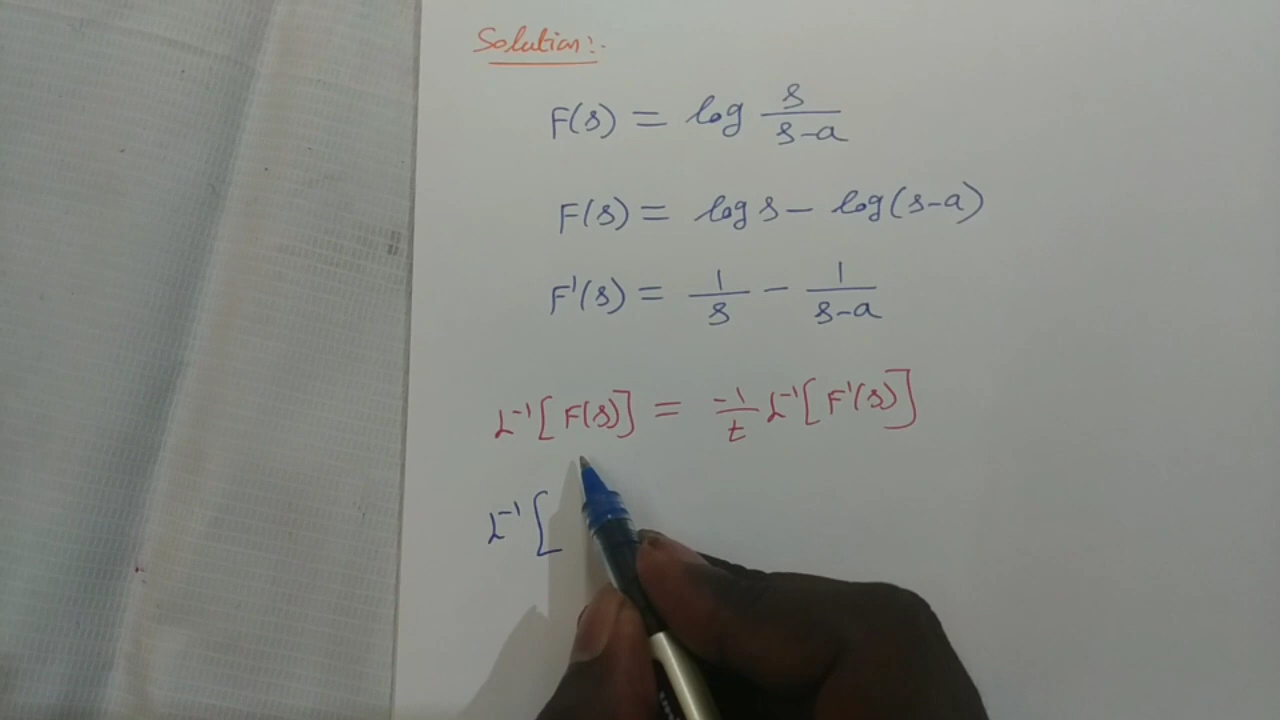 Solution:-
F(s) = log s/s-a
F(s) = log s - log(s-a)
F'(s) = 1/s - 1/s-a
L⁻¹[F(s)] = -1/t L⁻¹[F'(s)]
L⁻¹[